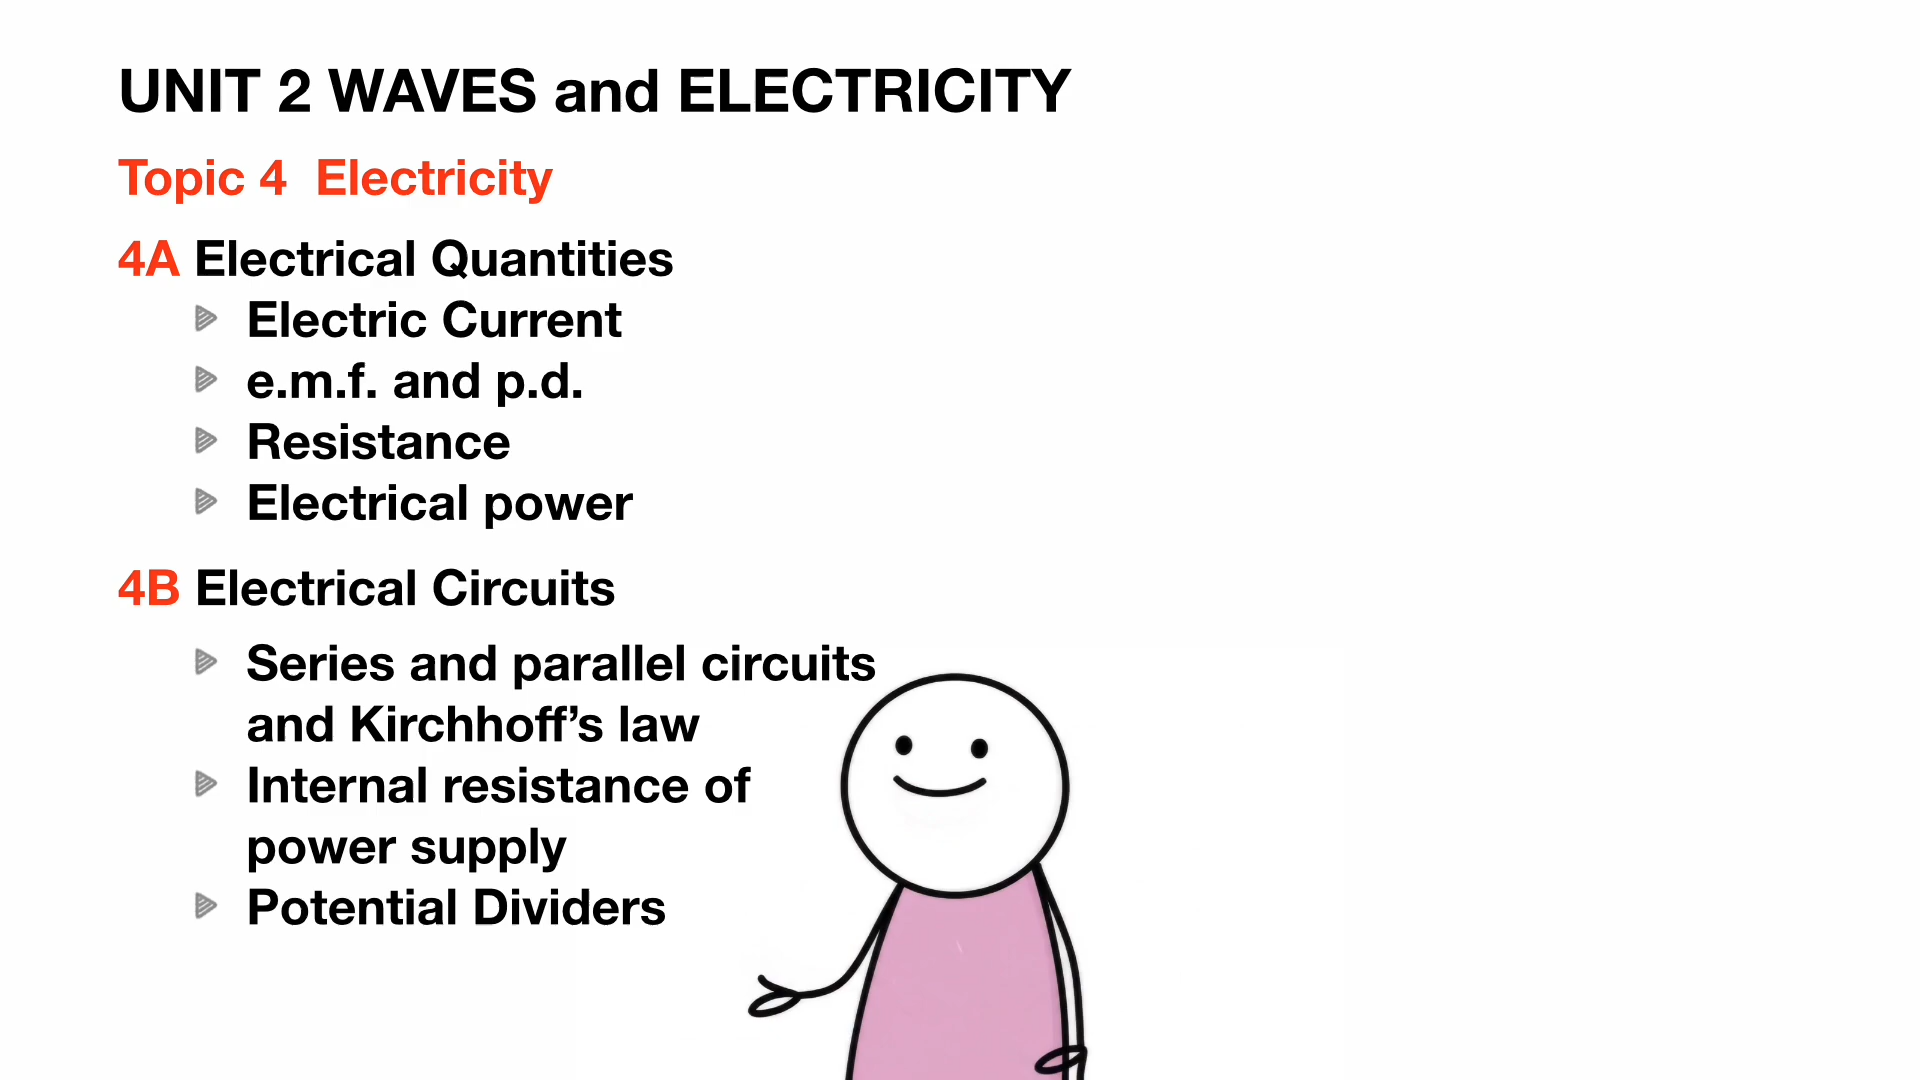 UNIT 2 WAVES and ELECTRICITY
Topic 4 Electricity
4A Electrical Quantities
Electric Current
e.m.f. and p.d.
Resistance
Electrical power
4B Electrical Circuits
Series and parallel circuits
and Kirchhoff’s law
Internal resistance of
power supply
Potential Dividers